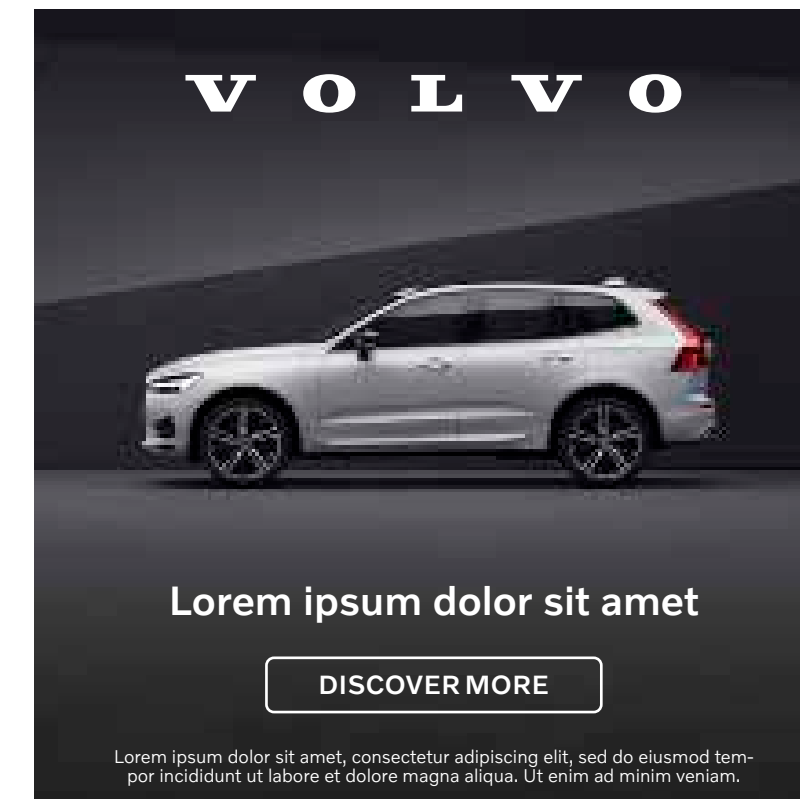 VOLVO
Lorem ipsum dolor sit amet
DISCOVER MORE
Lorem ipsum dolor sit amet, consectetur adipiscing elit, sed do eiusmod tem-
por incididunt ut labore et dolore magna aliqua. Ut enim ad minim veniam.